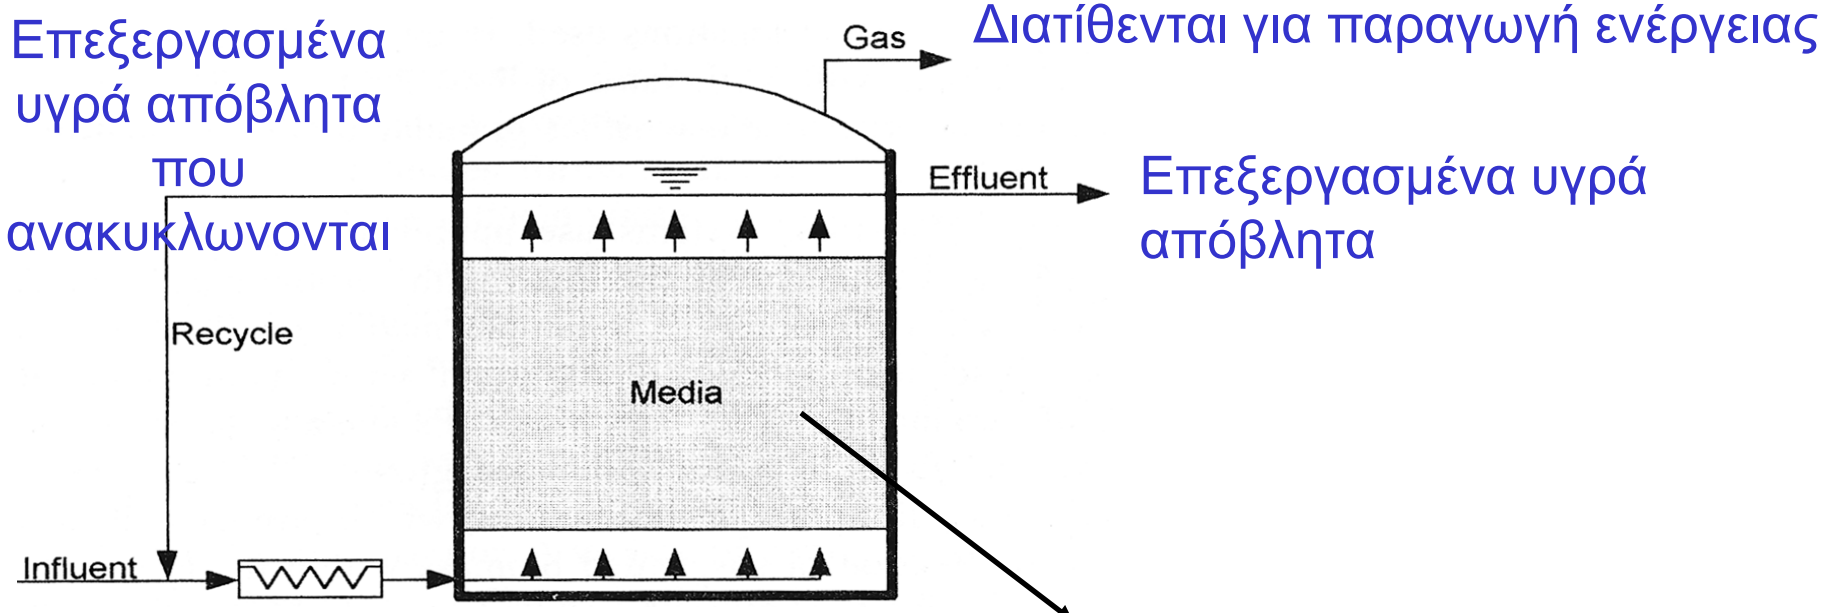 Επεξεργασμένα
υγρά απόβλητα
που
ανακυκλωνονται
Gas
Διατίθενται για παραγωγή ενέργειας
Effluent
Επεξεργασμένα υγρά
απόβλητα
Recycle
Media
Influent